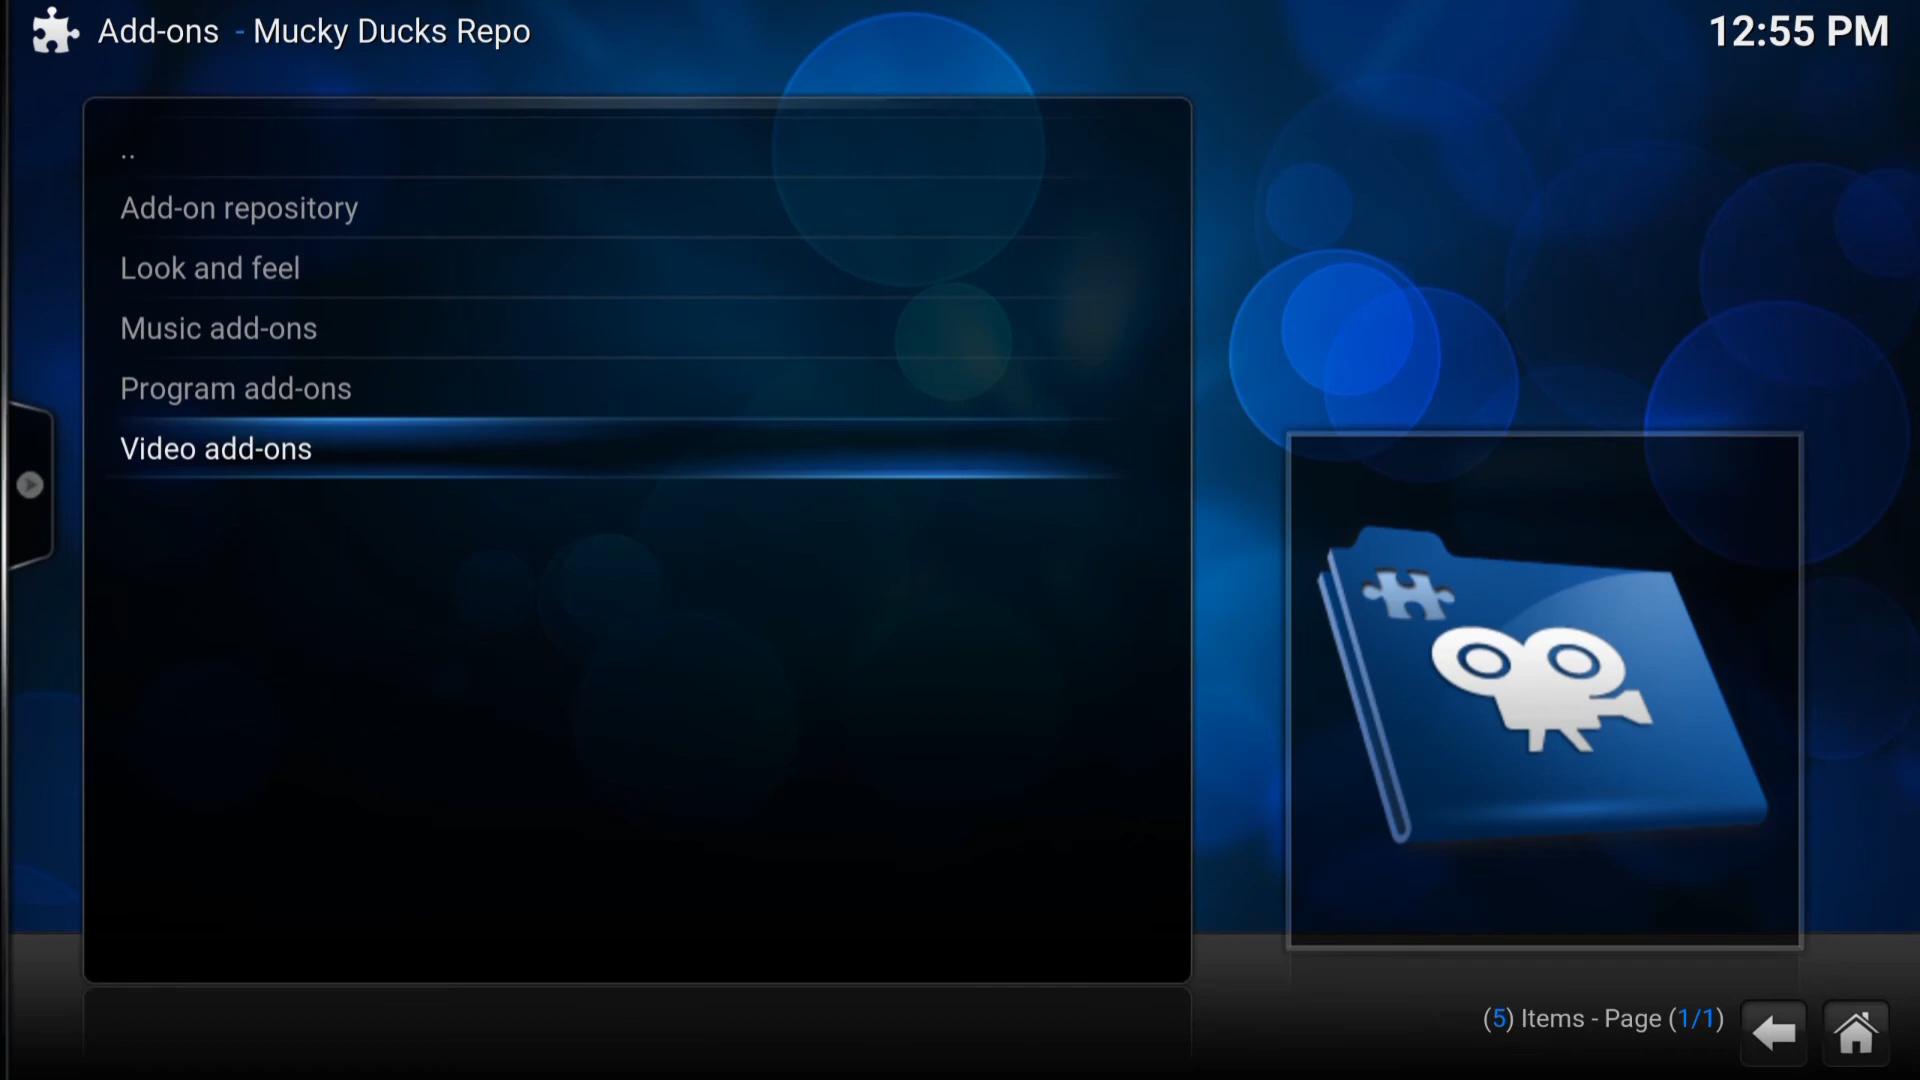 Add-ons - Mucky Ducks Repo
12:55 PM
..
Add-on repository
Look and feel
Music add-ons
Program add-ons
Video add-ons
(5) Items - Page (1/1)